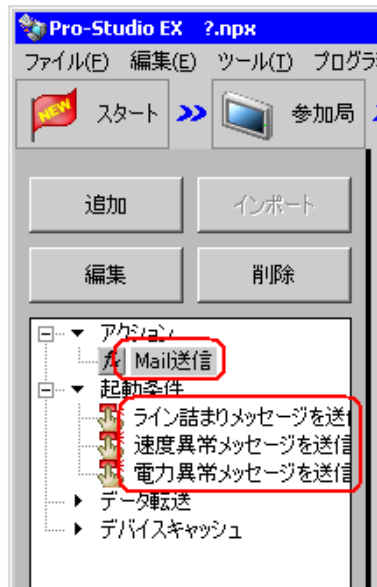 Pro-Studio EX ?.npx
ファイル(F) 編集(E) ツール(T) プログラ
NEW スタート 参加局
追加 インポート
編集 削除
アクション
fx Mail送信
起動条件
ライン詰まりメッセージを送
速度異常メッセージを送信
電力異常メッセージを送信
データ転送
デバイスキャッシュ